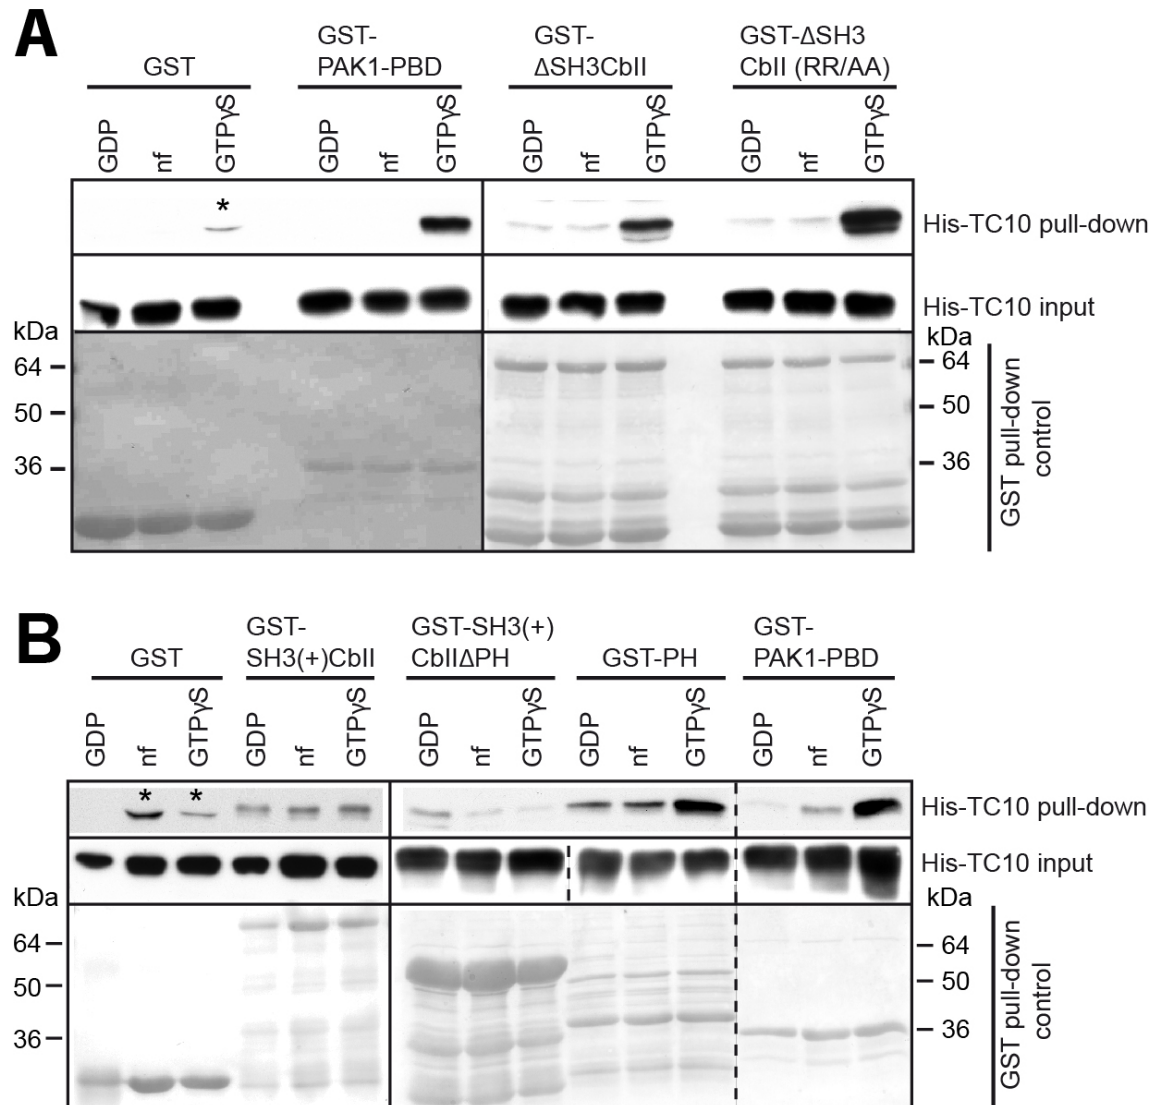 A
GST
GST-
PAK1-PBD
GST-
ΔSH3CbII
GST-ΔSH3
CbII (RR/AA)
GDP
nf
GTPγS
GDP
nf
GTPγS
GDP
nf
GTPγS
GDP
nf
GTPγS
*
His-TC10 pull-down
His-TC10 input
kDa
64
50
36
kDa
64
50
36
GST pull-down
control
B
GST
GST-
SH3(+)CbII
GST-SH3(+)
CbIIΔPH
GST-PH
GST-
PAK1-PBD
GDP
nf
GTPγS
GDP
nf
GTPγS
GDP
nf
GTPγS
GDP
nf
GTPγS
GDP
nf
GTPγS
* *
His-TC10 pull-down
His-TC10 input
kDa
64
50
36
kDa
64
50
36
GST pull-down
control